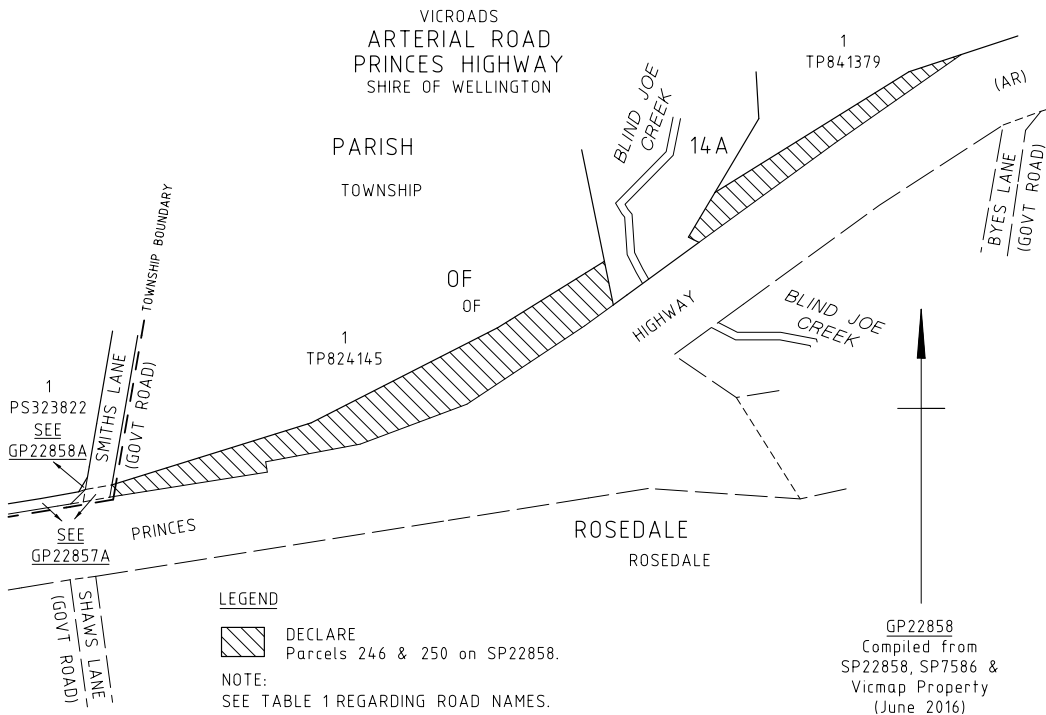 VICROADS
ARTERIAL ROAD
PRINCES HIGHWAY
SHIRE OF WELLINGTON
1
TP841379
(AR)
BLIND JOE
CREEK
14A
PARISH
TOWNSHIP
BYES LANE
(GOVT ROAD)
TOWNSHIP BOUNDARY
OF
OF
HIGHWAY
BLIND JOE
CREEK
1
TP824145
1
PS323822
SEE
GP22858A
SMITHS LANE
(GOVT ROAD)
SEE
GP22857A
PRINCES
ROSEDALE
ROSEDALE
SHAWS LANE
(GOVT ROAD)
LEGEND
DECLARE
Parcels 246 & 250 on SP22858.
NOTE:
SEE TABLE 1 REGARDING ROAD NAMES.
GP22858
Compiled from
SP22858, SP7586 &
Vicmap Property
(June 2016)